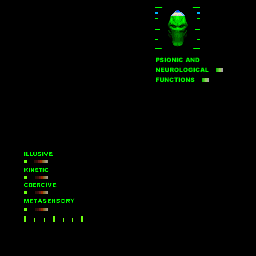 PSIONIC AND
NEUROLOGICAL
FUNCTIONS
ILLUSIVE
KINETIC
COERCIVE
METASENSORY